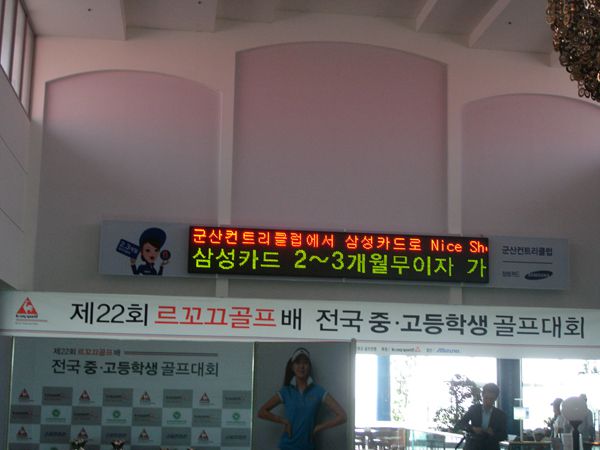 군산컨트리클럽에서 삼성카드로 Nice Sh
삼성카드 2~3개월무이자 가
군산컨트리클럽
삼성카드
제22회 르꼬끄골프배 전국 중·고등학생 골프대회
제22회 르꼬끄골프배
전국 중·고등학생 골프대회